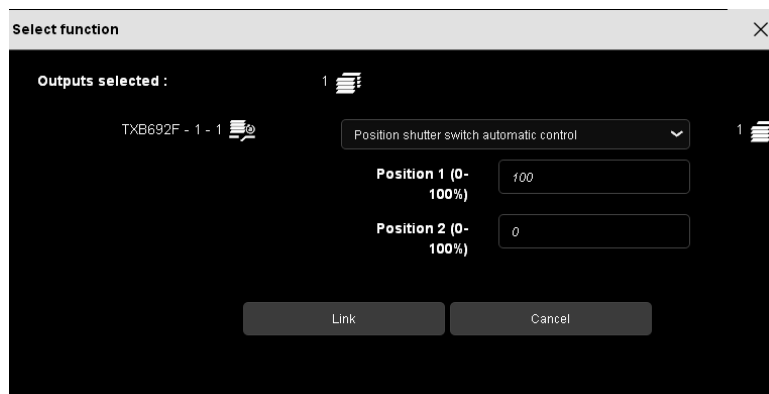 Select function
Outputs selected :
1
TXB692F - 1 - 1
Position shutter switch automatic control
1
Position 1 (0-
100%)
100
Position 2 (0-
100%)
0
Link
Cancel